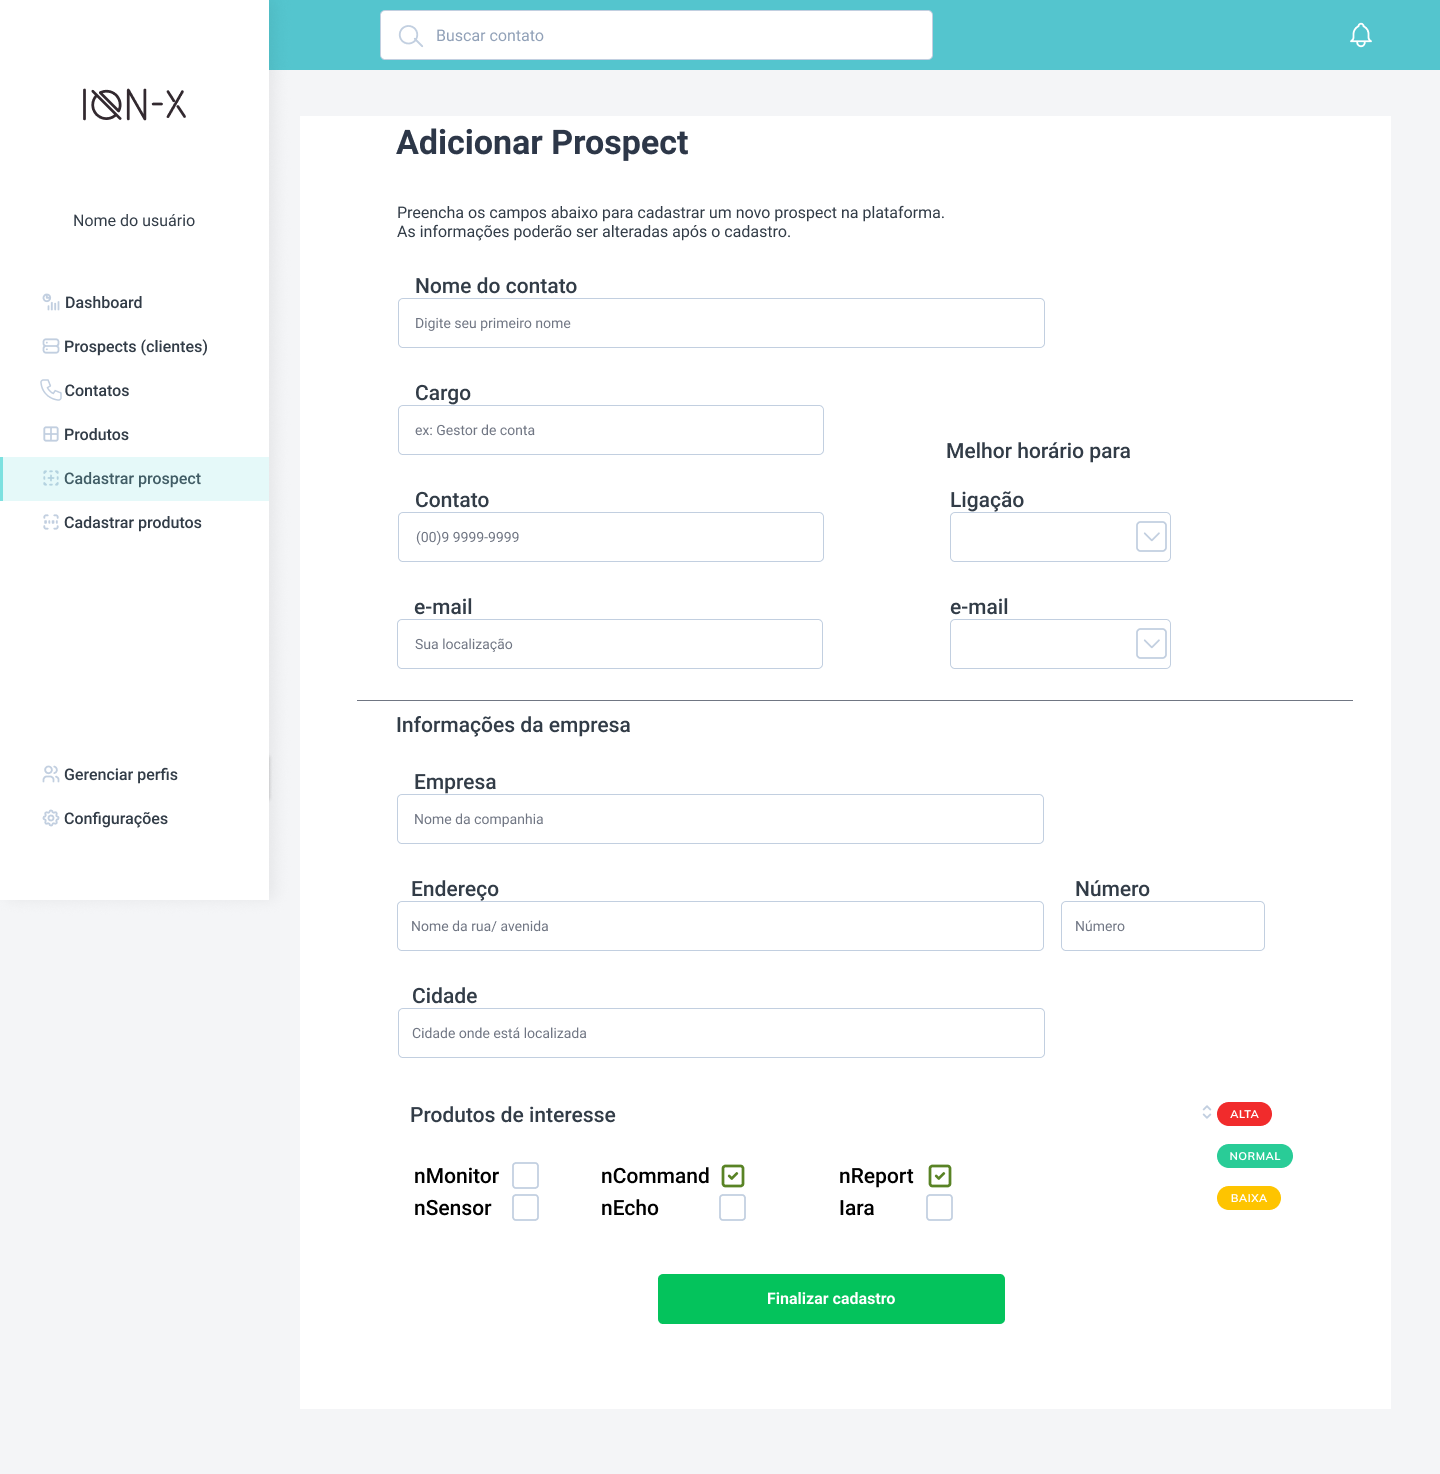 ION-X
Nome do usuário
Dashboard
Prospects (clientes)
Contatos
Produtos
Cadastrar prospect
Cadastrar produtos
Gerenciar perfis
Configurações
Buscar contato
Adicionar Prospect
Preencha os campos abaixo para cadastrar um novo prospect na plataforma.
As informações poderão ser alteradas após o cadastro.
Nome do contato
Digite seu primeiro nome
Cargo
ex: Gestor de conta
Melhor horário para
Contato
(00)9 9999-9999
Ligação
e-mail
Sua localização
e-mail
Informações da empresa
Empresa
Nome da companhia
Endereço
Nome da rua/ avenida
Número
Número
Cidade
Cidade onde está localizada
Produtos de interesse
nMonitor
nCommand
nReport
nSensor
nEcho
Iara
ALTA
NORMAL
BAIXA
Finalizar cadastro